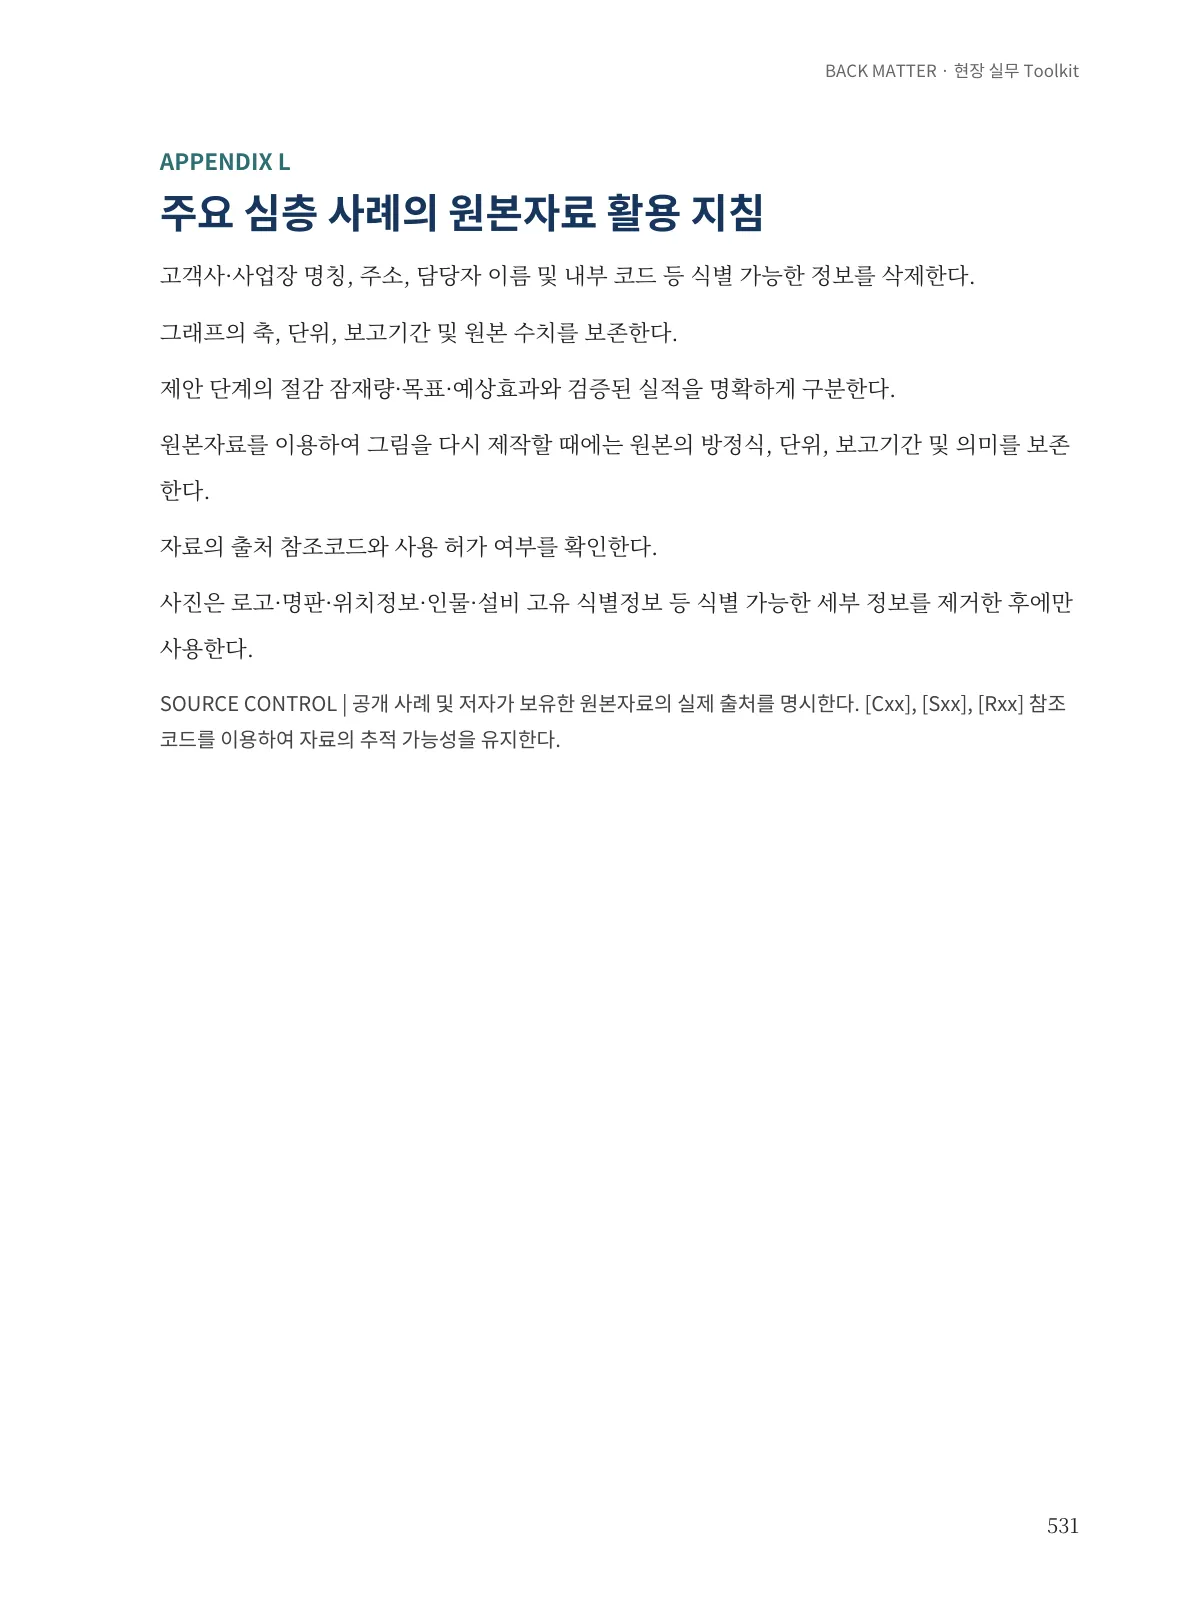 BACK MATTER · 현장 실무 Toolkit
APPENDIX L
주요 심층 사례의 원본자료 활용 지침
고객사·사업장 명칭, 주소, 담당자 이름 및 내부 코드 등 식별 가능한 정보를 삭제한다.
그래프의 축, 단위, 보고기간 및 원본 수치를 보존한다.
제안 단계의 절감 잠재량·목표·예상효과와 검증된 실적을 명확하게 구분한다.
원본자료를 이용하여 그림을 다시 제작할 때에는 원본의 방정식, 단위, 보고기간 및 의미를 보존
한다.
자료의 출처 참조코드와 사용 허가 여부를 확인한다.
사진은 로고·명판·위치정보·인물·설비 고유 식별정보 등 식별 가능한 세부 정보를 제거한 후에만
사용한다.
SOURCE CONTROL | 공개 사례 및 저자가 보유한 원본자료의 실제 출처를 명시한다. [Cxx], [Sxx], [Rxx] 참조
코드를 이용하여 자료의 추적 가능성을 유지한다.
531